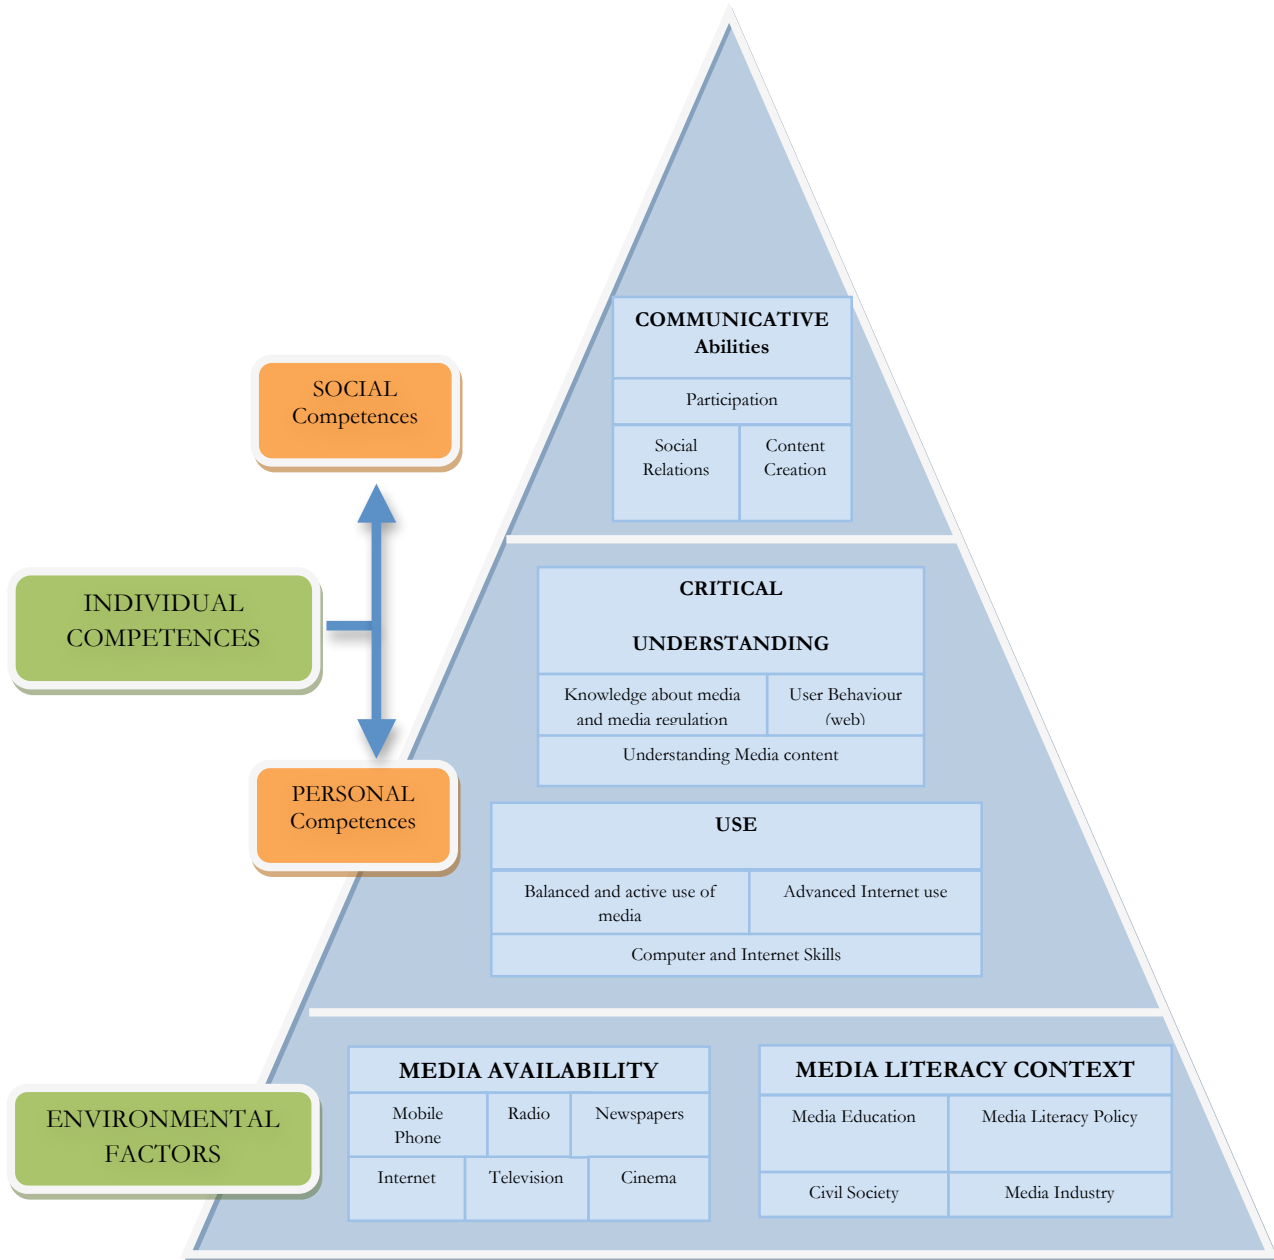 COMMUNICATIVE
Abilities
Participation
Social
Relations
Content
Creation
SOCIAL
Competences
INDIVIDUAL
COMPETENCES
CRITICAL
UNDERSTANDING
Knowledge about media
and media regulation
User Behaviour
(web)
Understanding Media content
PERSONAL
Competences
USE
Balanced and active use of
media
Advanced Internet use
Computer and Internet Skills
ENVIRONMENTAL
FACTORS
MEDIA AVAILABILITY
Mobile
Phone
Radio
Newspapers
Internet
Television
Cinema
MEDIA LITERACY CONTEXT
Media Education
Media Literacy Policy
Civil Society
Media Industry